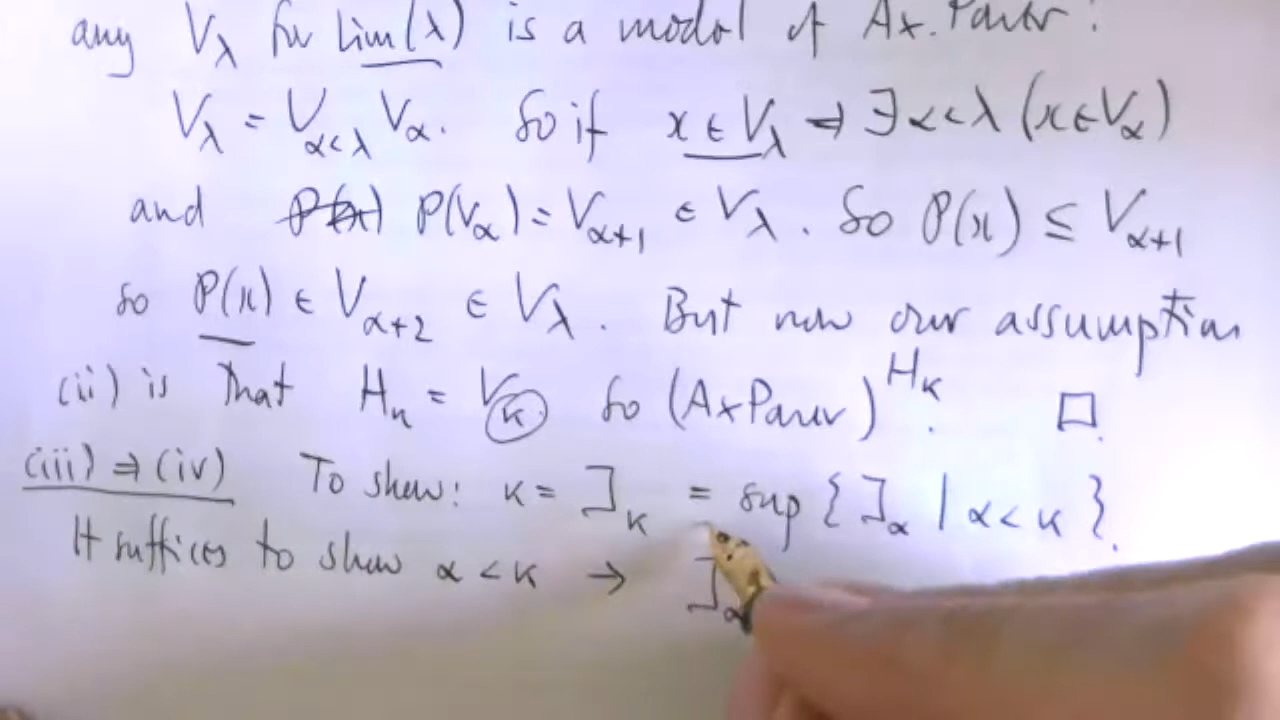 any V_λ for Lim(λ) is a model of Ax.Power:
V_λ = ⋃_{α<λ} V_α. So if x ∈ V_λ ⇒ ∃α<λ (x∈V_α)
and P(V_α) = V_{α+1} ∈ V_λ. So P(x) ⊆ V_{α+1}
so P(x) ∈ V_{α+2} ∈ V_λ. But now our assumption
(ii) is that H_κ = V_κ So (AxPower)^{H_κ}. □
(iii) ⇒ (iv) To show: κ = ℶ_κ = sup {ℶ_α | α<κ}.
It suffices to show α<κ → ℶ_α